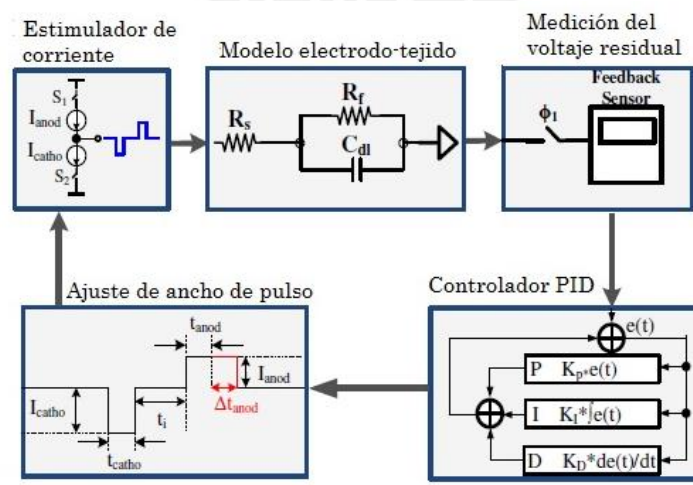 Estimulador de
corriente
S1
Ianod
Icatho
S2
Modelo electrodo-tejido
Rs
Rf
Cdl
Medición del
voltaje residual
Feedback
Sensor
ϕ1
Controlador PID
e(t)
P Kp*e(t)
I KI*∫e(t)
D KD*de(t)/dt
Ajuste de ancho de pulso
tanod
Ianod
Δtanod
Icatho
ti
tcatho